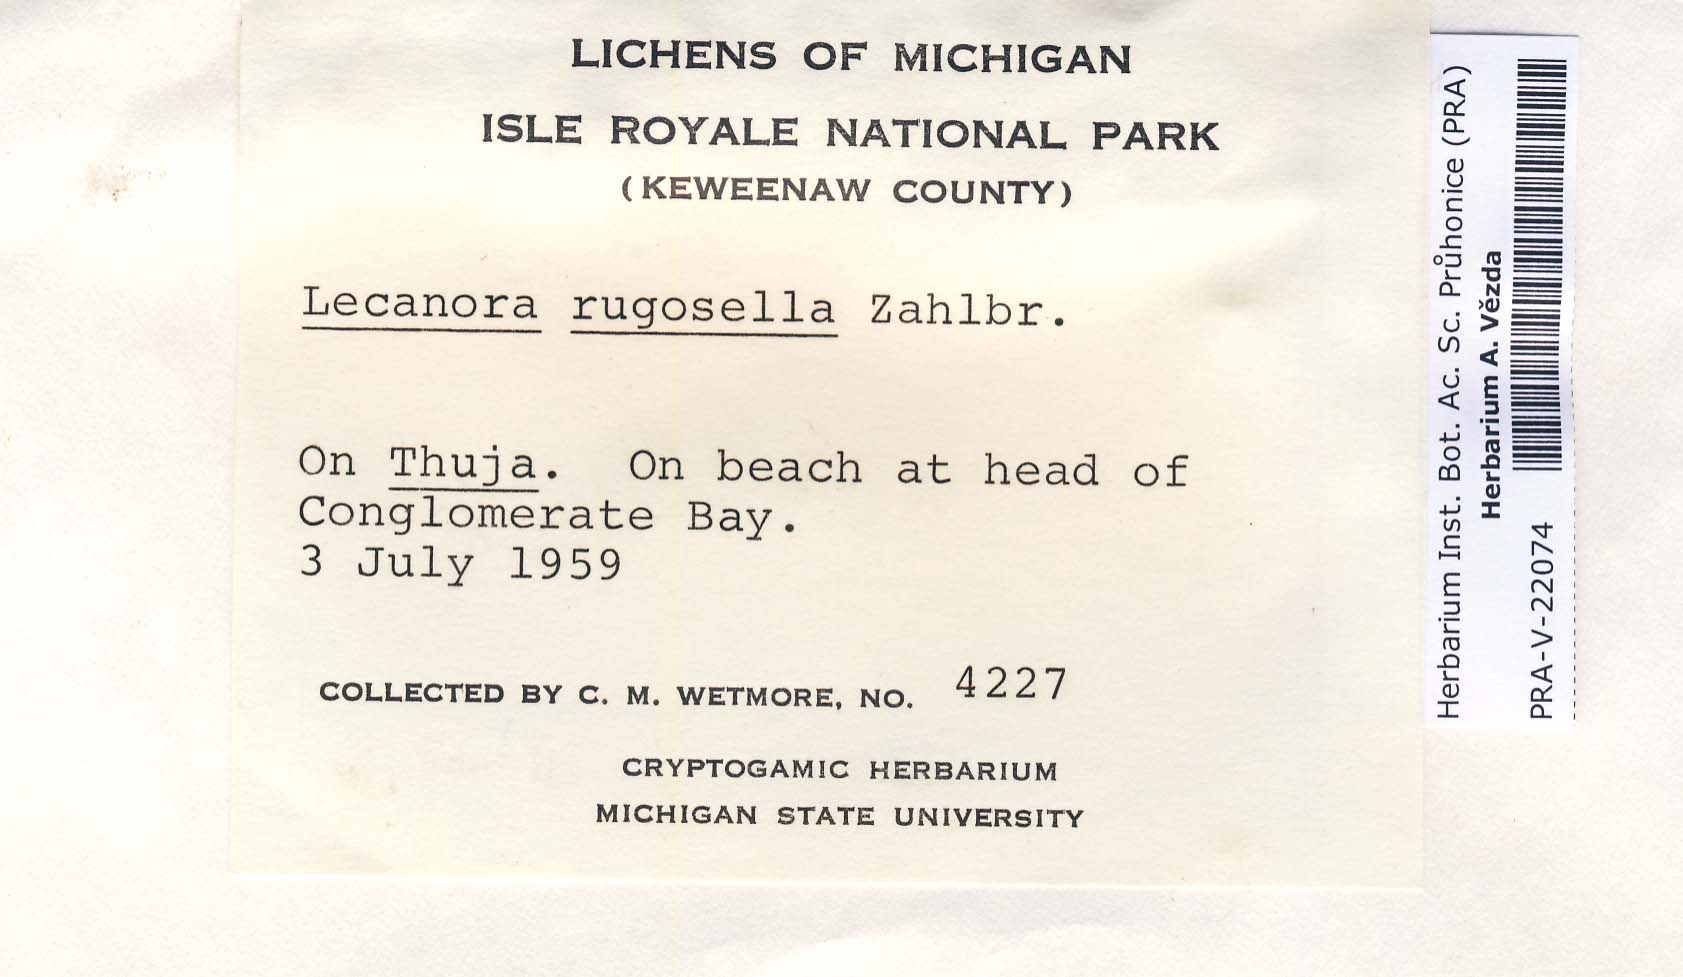 LICHENS OF MICHIGAN
ISLE ROYALE NATIONAL PARK
(KEWEENAW COUNTY)
Lecanora rugosella Zahlbr.
On Thuja. On beach at head of
Conglomerate Bay.
3 July 1959
COLLECTED BY C. M. WETMORE, NO. 4227
CRYPTOGAMIC HERBARIUM
MICHIGAN STATE UNIVERSITY
Herbarium Inst. Bot. Ac. Sc. Průhonice (PRA)
Herbarium A. Vězda
PRA-V-22074